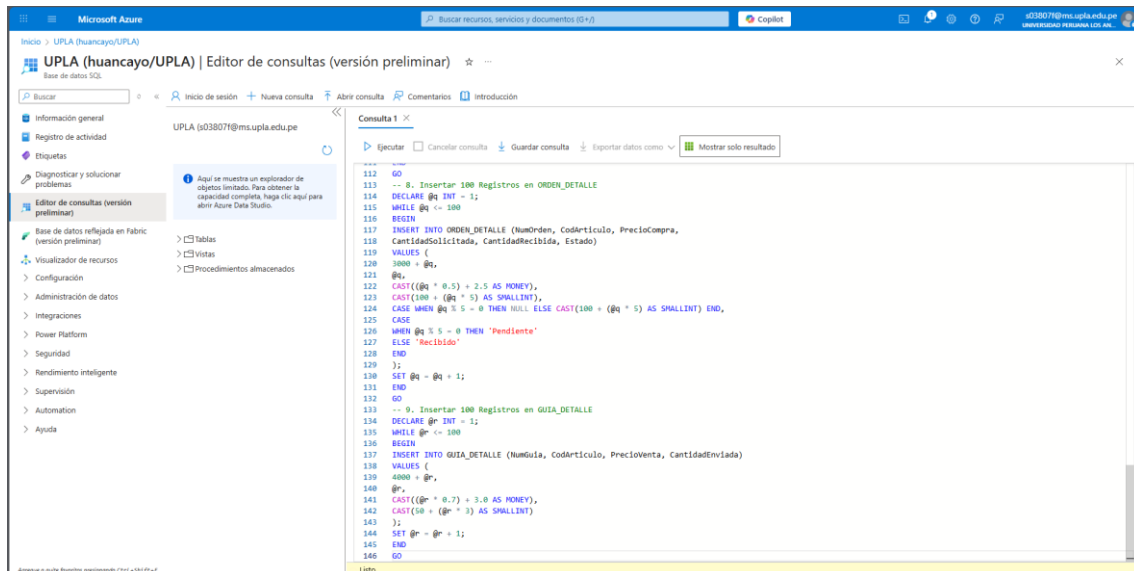 Microsoft Azure
Buscar recursos, servicios y documentos (G+/)
Copilot
s03807f@ms.upla.edu.pe
UNIVERSIDAD PERUANA LOS AN...
Inicio > UPLA (huancayo/UPLA)
UPLA (huancayo/UPLA) | Editor de consultas (versión preliminar)
Base de datos SQL
Buscar
Inicio de sesión
Nueva consulta
Abrir consulta
Comentarios
Introducción
Información general
Registro de actividad
Etiquetas
Diagnosticar y solucionar
problemas
Editor de consultas (versión
preliminar)
Base de datos reflejada en Fabric
(versión preliminar)
Visualizador de recursos
Configuración
Administración de datos
Integraciones
Power Platform
Seguridad
Rendimiento inteligente
Supervisión
Automation
Ayuda
UPLA (s03807f@ms.upla.edu.pe
Aquí se muestra un explorador de
objetos limitado. Para obtener la
capacidad completa, haga clic aquí para
abrir Azure Data Studio.
Tablas
Vistas
Procedimientos almacenados
Consulta 1
Ejecutar
Cancelar consulta
Guardar consulta
Exportar datos como
Mostrar solo resultado
112 GO
113 -- 8. Insertar 100 Registros en ORDEN_DETALLE
114 DECLARE @q INT = 1;
115 WHILE @q <= 100
116 BEGIN
117 INSERT INTO ORDEN_DETALLE (NumOrden, CodArticulo, PrecioCompra,
118 CantidadSolicitada, CantidadRecibida, Estado)
119 VALUES (
120 3000 + @q,
121 @q,
122 CAST((@q * 0.5) + 2.5 AS MONEY),
123 CAST(100 + (@q * 5) AS SMALLINT),
124 CASE WHEN @q % 5 = 0 THEN NULL ELSE CAST(100 + (@q * 5) AS SMALLINT) END,
125 CASE
126 WHEN @q % 5 = 0 THEN 'Pendiente'
127 ELSE 'Recibido'
128 END
129 );
130 SET @q = @q + 1;
131 END
132 GO
133 -- 9. Insertar 100 Registros en GUIA_DETALLE
134 DECLARE @r INT = 1;
135 WHILE @r <= 100
136 BEGIN
137 INSERT INTO GUIA_DETALLE (NumGuia, CodArticulo, PrecioVenta, CantidadEnviada)
138 VALUES (
139 4000 + @r,
140 @r,
141 CAST((@r * 0.7) + 3.0 AS MONEY),
142 CAST(50 + (@r * 3) AS SMALLINT)
143 );
144 SET @r = @r + 1;
145 END
146 GO
Listo